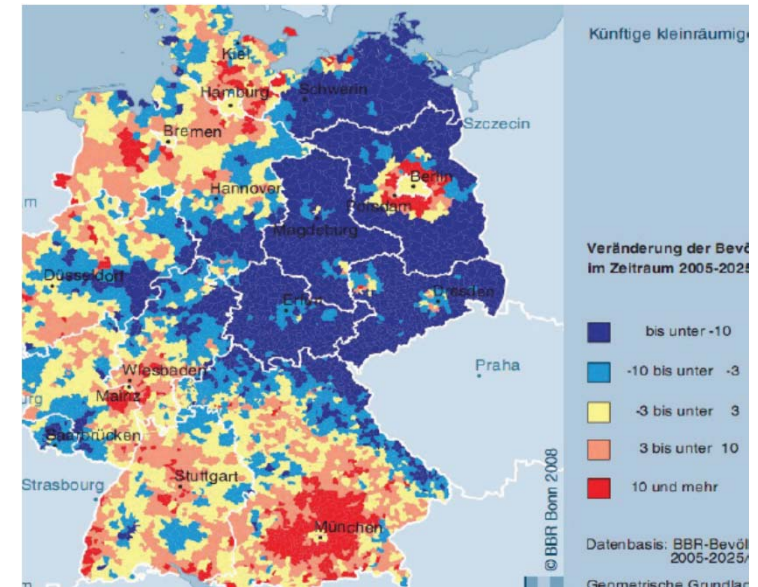 Künftige kleinräumige
Kiel
Hamburg
Schwerin
Szczecin
Bremen
Berlin
Potsdam
Hannover
Magdeburg
Veränderung der Bevö
im Zeitraum 2005-2025
Düsseldorf
Erfurt
Dresden
bis unter -10
-10 bis unter -3
-3 bis unter 3
3 bis unter 10
10 und mehr
Praha
Wiesbaden
Mainz
Saarbrücken
Stuttgart
Strasbourg
München
© BBR Bonn 2008
Datenbasis: BBR-Bevöl
2005-2025/